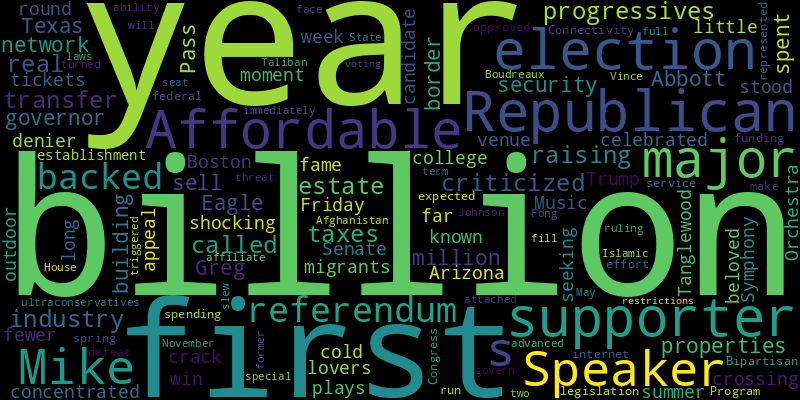 round ability year progressives
Texas will face week Pass candidate border Connectivity full little spent represented
network State election
real Taliban moment Boudreaux Vince Abbott
tickets laws turned security approved stood
transfer seat voting Republican
governor federal immediately Affordable venue celebrated funding
denier establishment Boston fame college raising major
backed sell estate criticized Trump service make
billion
outdoor long House building triggered appeal Eagle shocking Friday Afghanistan term threat far expected Johnson Music Fong Tanglewood Symphony Orchestra
called taxes known fill ruling
Greg affiliate Senate million Islamic effort beloved
migrants Arizona seeking
ultraconservatives slew attached May restrictions
industry spending first referendum supporter
fewer spring November former cold Congress s advanced internet properties
Mike defeat crack lovers govern Speaker Bipartisan
win special plays run two legislation summer crossing
concentrated Program